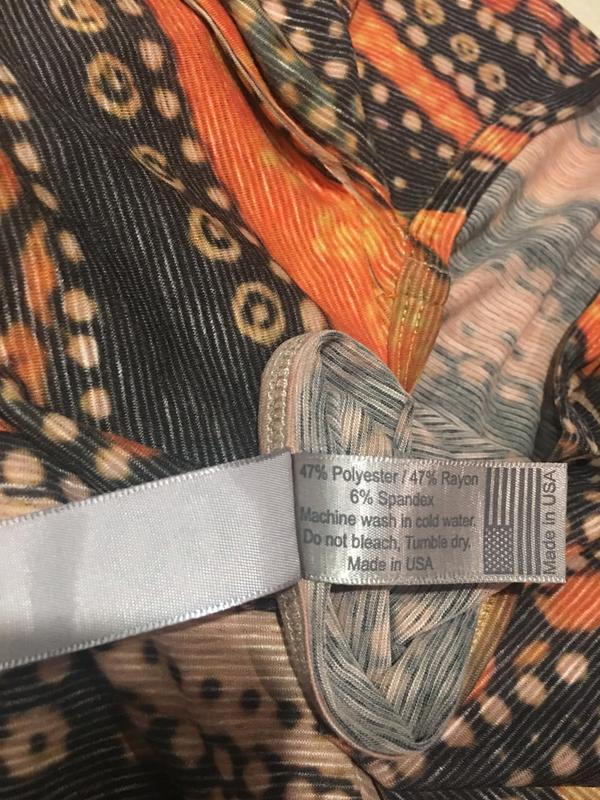 47% Polyester / 47% Rayon
6% Spandex
Machine wash in cold water.
Do not bleach, Tumble dry.
Made in USA
Made in USA